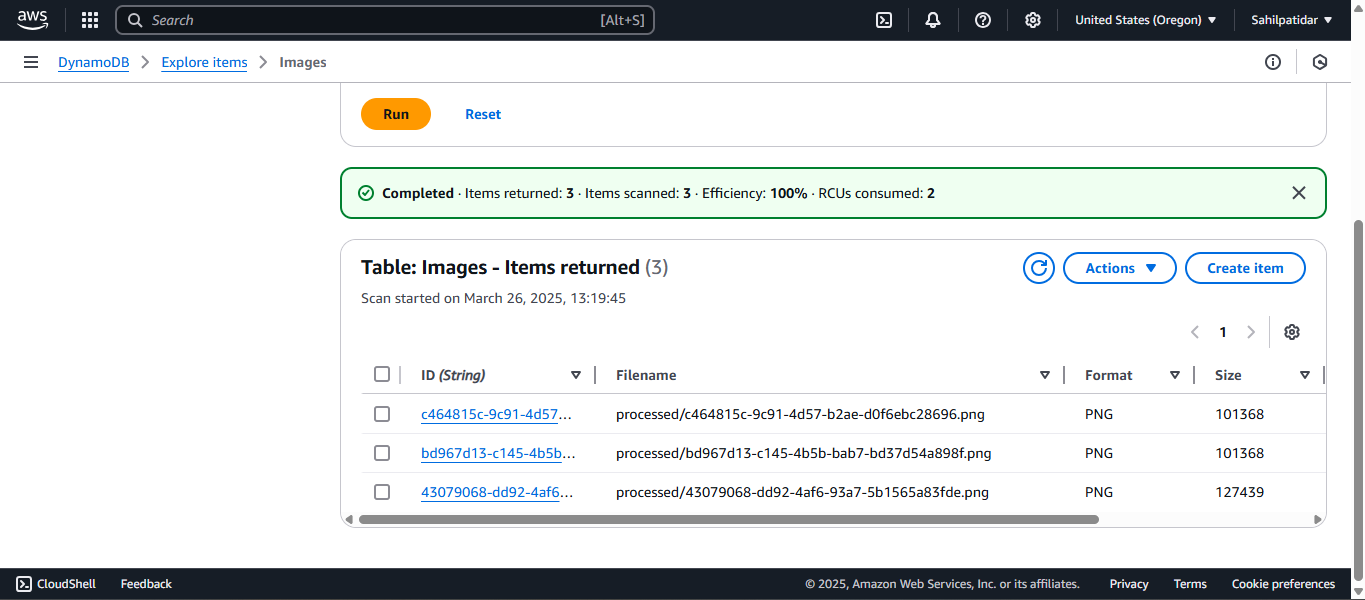 aws Search [Alt+S] United States (Oregon) Sahilpatidar
DynamoDB Explore items Images
Run Reset
Completed · Items returned: 3 · Items scanned: 3 · Efficiency: 100% · RCUs consumed: 2
Table: Images - Items returned (3) Actions Create item
Scan started on March 26, 2025, 13:19:45
1
ID (String) Filename Format Size
c464815c-9c91-4d57... processed/c464815c-9c91-4d57-b2ae-d0f6ebc28696.png PNG 101368
bd967d13-c145-4b5b... processed/bd967d13-c145-4b5b-bab7-bd37d54a898f.png PNG 101368
43079068-dd92-4af6... processed/43079068-dd92-4af6-93a7-5b1565a83fde.png PNG 127439
CloudShell Feedback © 2025, Amazon Web Services, Inc. or its affiliates. Privacy Terms Cookie preferences